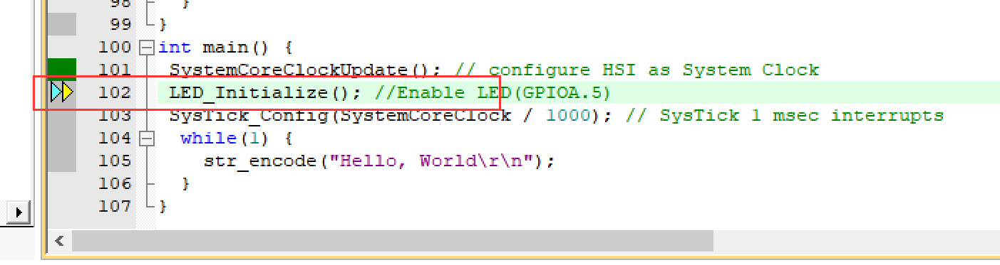 98 }
99 }
100 int main() {
101 SystemCoreClockUpdate(); // configure HSI as System Clock
102 LED_Initialize(); //Enable LED(GPIOA.5)
103 SysTick_Config(SystemCoreClock / 1000); // SysTick 1 msec interrupts
104 while(1) {
105 str_encode("Hello, World\r\n");
106 }
107 }